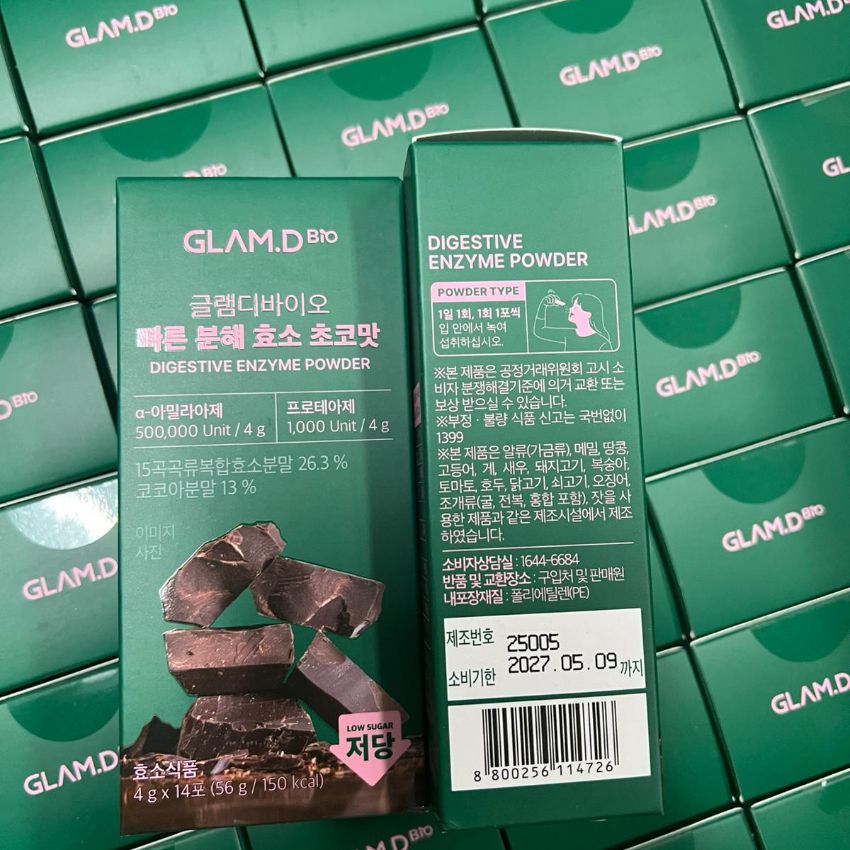 GLAM.D Bio
GLAM.D Bio
GLAM.D Bio
GLAM.D Bio
GLAM.D Bio
글램디바이오
빠른 분해 효소 초코맛
DIGESTIVE ENZYME POWDER
α-아밀라아제
500,000 Unit / 4 g
프로테아제
1,000 Unit / 4 g
15곡곡류복합효소분말 26.3 %
코코아분말 13 %
이미지
사진
LOW SUGAR
저당
효소식품
4 g x 14포 (56 g / 150 kcal)
DIGESTIVE
ENZYME POWDER
POWDER TYPE
1일 1회, 1회 1포씩
입 안에서 녹여
섭취하십시오.
※본 제품은 공정거래위원회 고시 소
비자 분쟁해결기준에 의거 교환 또는
보상 받으실 수 있습니다.
※부정 · 불량 식품 신고는 국번없이
1399
※본 제품은 알류(가금류), 메밀, 땅콩,
고등어, 게, 새우, 돼지고기, 복숭아,
토마토, 호두, 닭고기, 쇠고기, 오징어,
조개류(굴, 전복, 홍합 포함), 잣을 사
용한 제품과 같은 제조시설에서 제조
하였습니다.
소비자상담실 : 1644-6684
반품 및 교환장소 : 구입처 및 판매원
내포장재질 : 폴리에틸렌(PE)
제조번호 25005
소비기한 2027.05.09 까지
8 800256 114726
GLAM.D Bio
GLAM.D Bio
GLAM.D Bio
GLAM.D Bio
GLAM.D Bio
GLAM.D Bio
GLAM.D Bio